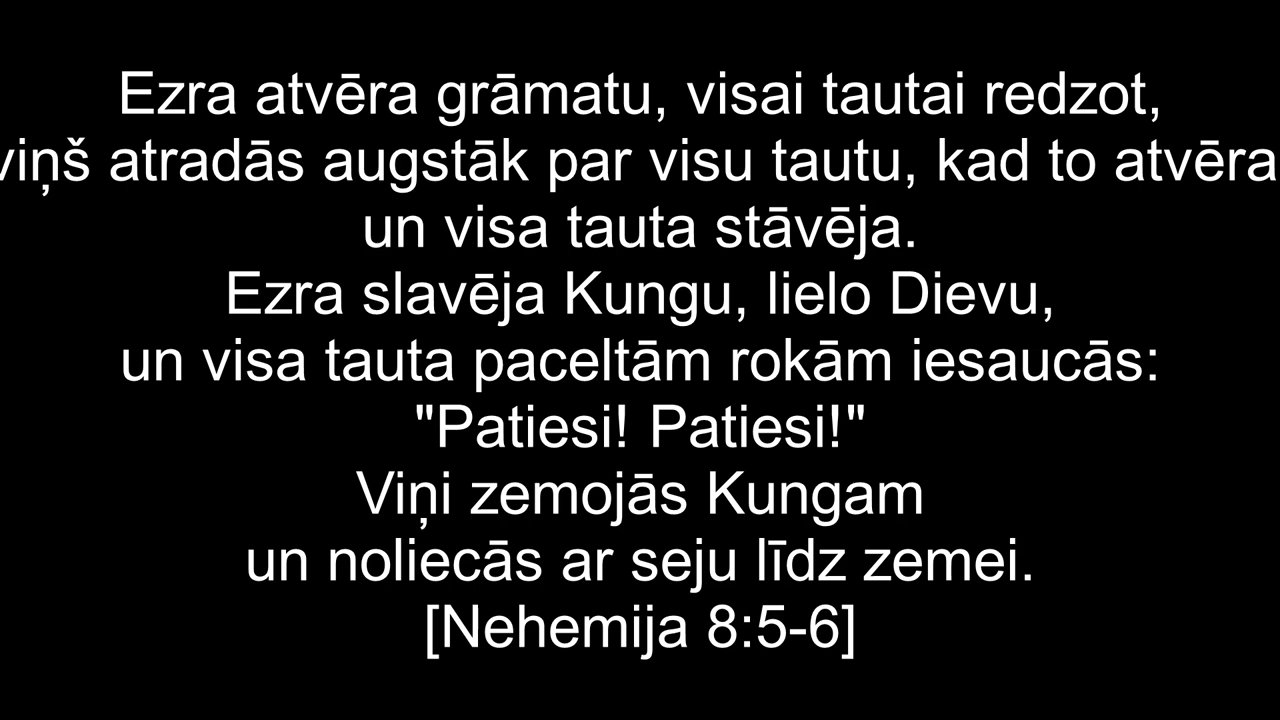 Ezra atvēra grāmatu, visai tautai redzot,
viņš atradās augstāk par visu tautu, kad to atvēra
un visa tauta stāvēja.
Ezra slavēja Kungu, lielo Dievu,
un visa tauta paceltām rokām iesaucās:
"Patiesi! Patiesi!"
Viņi zemojās Kungam
un noliecās ar seju līdz zemei.
[Nehemija 8:5-6]